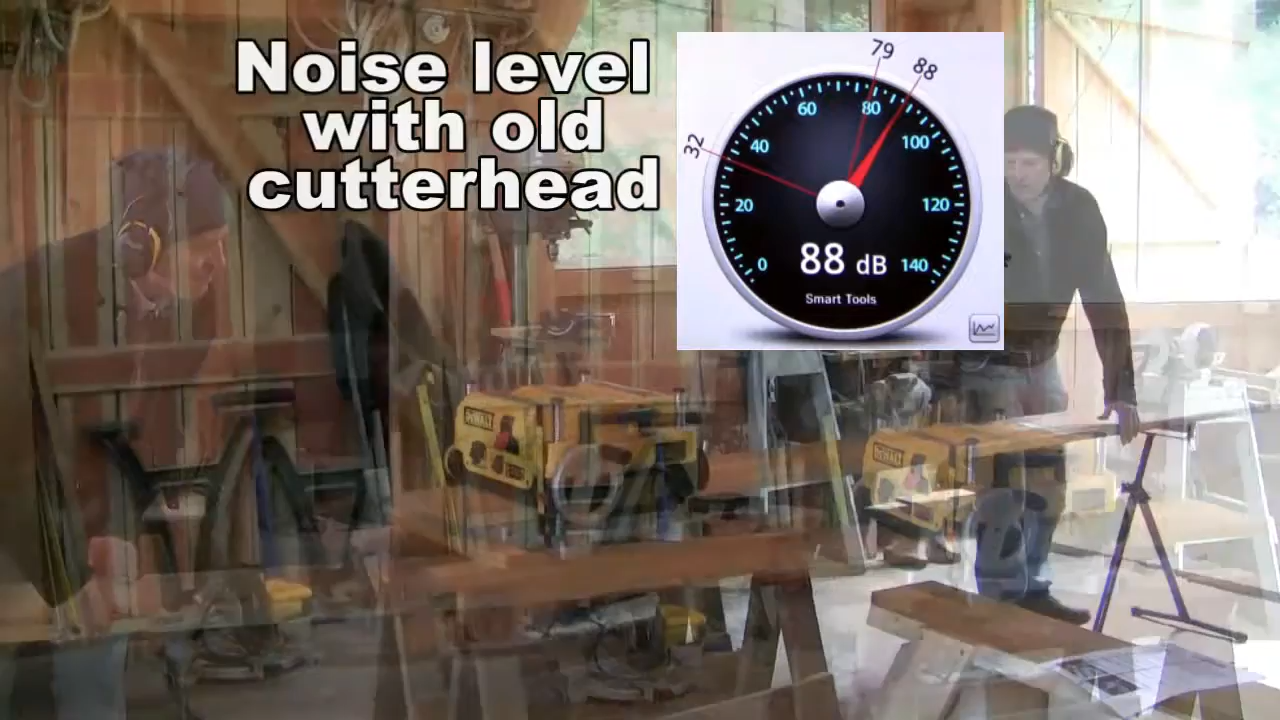 Noise level
with old
cutterhead
79
88
32
60
80
40
100
20
120
0
88 dB
140
Smart Tools
DEWALT
DEWALT